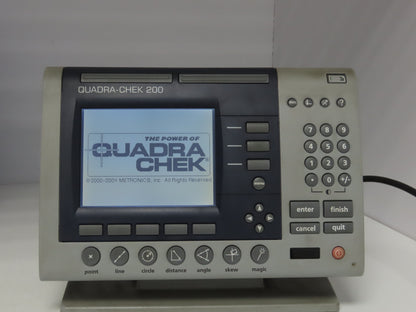 QUADRA-CHEK 200
THE POWER OF
QUADRA
CHEK
©2000-2004 METRONICS, Inc. All Rights Reserved
7 8 9
4 5 6
1 2 3
0 +/-
enter finish
cancel quit
point line circle distance angle skew magic